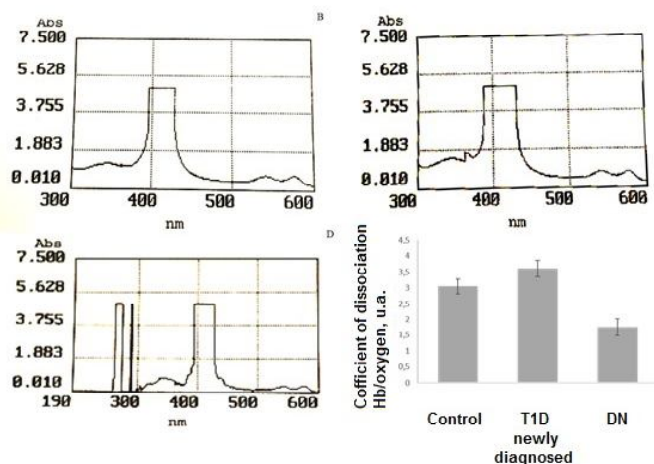 B
Abs
7.500
5.628
3.755
1.883
0.010
300 400 500 600
nm
Abs
7.500
5.628
3.755
1.883
0.010
300 400 500 600
nm
D
Abs
7.500
5.628
3.755
1.883
0.010
190 300 400 500 600
nm
Cofficient of dissociation
Hb/oxygen, u.a.
4,5
4
3,5
3
2,5
2
1,5
1
0,5
0
Control
T1D
newly
diagnosed
DN